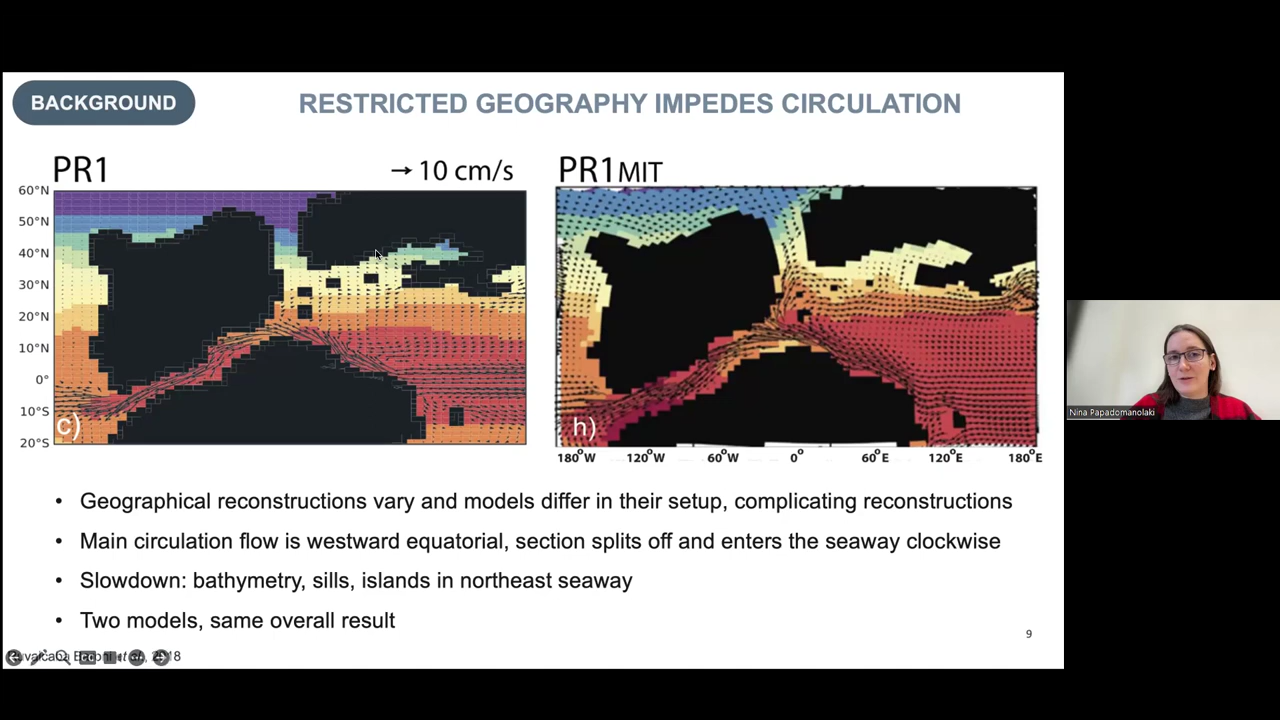 BACKGROUND
RESTRICTED GEOGRAPHY IMPEDES CIRCULATION
PR1
→ 10 cm/s
PR1MIT
60°N
50°N
40°N
30°N
20°N
10°N
0°
10°S
20°S
c)
h)
180°W 120°W 60°W 0° 60°E 120°E 180°E
• Geographical reconstructions vary and models differ in their setup, complicating reconstructions
• Main circulation flow is westward equatorial, section splits off and enters the seaway clockwise
• Slowdown: bathymetry, sills, islands in northeast seaway
• Two models, same overall result
9
Nina Papadomanolaki